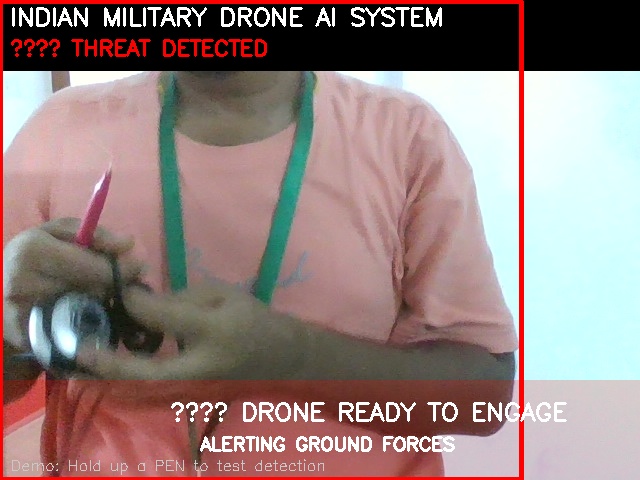 INDIAN MILITARY DRONE AI SYSTEM
???? THREAT DETECTED
???? DRONE READY TO ENGAGE
ALERTING GROUND FORCES
Demo: Hold up a PEN to test detection